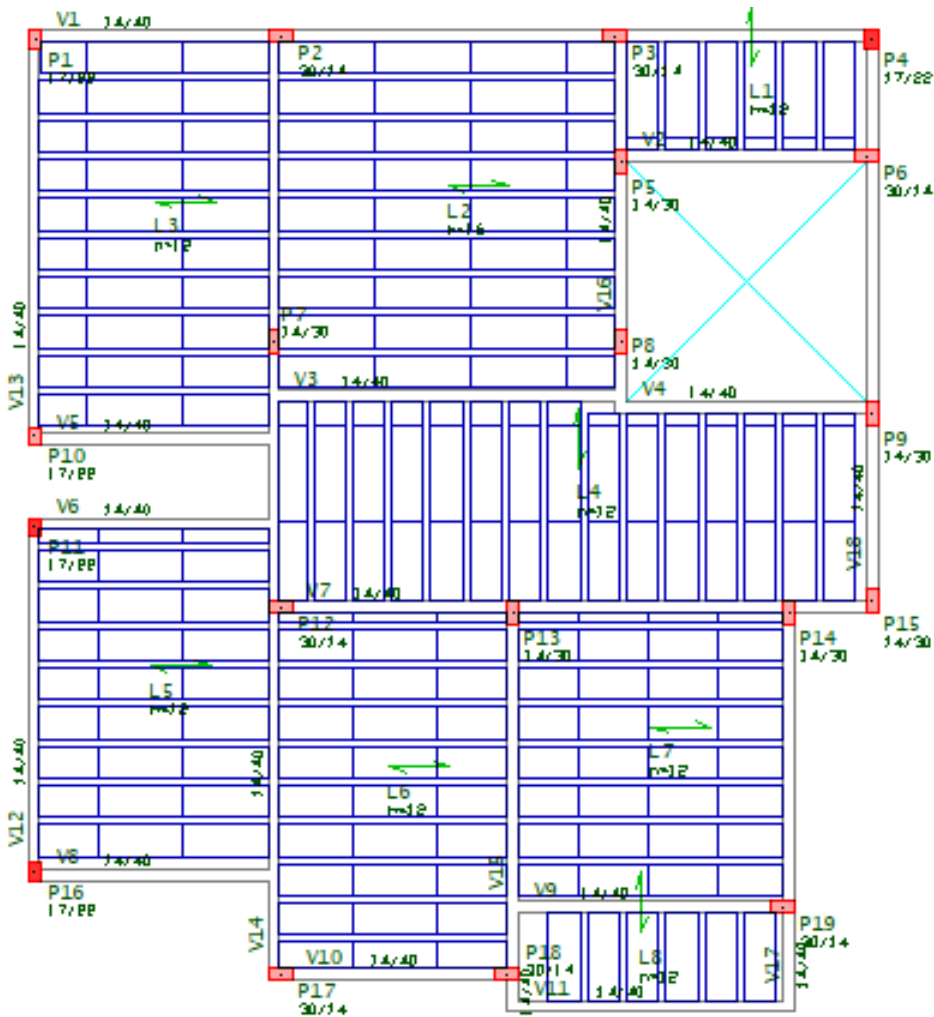 V1 14/40
P1
17/22
P2
30/14
P3
30/14
P4
17/22
L1
h=12
V2 14/40
P5
14/30
P6
30/14
L3
h=12
L2
h=16
14/40
V16
P7
14/30
P8
14/30
14/40
V13
V3 14/40
V4 14/40
V5 14/40
P10
17/22
P9
14/30
V6 14/40
L4
h=12
14/40
V18
P11
17/22
V7 14/40
P12
30/14
P13
14/30
P14
14/30
P15
14/30
L5
h=12
14/40
V12
14/40
L6
h=12
L7
h=12
V8 14/40
P16
17/22
V15
V9 14/40
V14
V10 14/40
P17
30/14
P18
30/14
L8
h=12
V11 14/40
14/40
V17
14/40
P19
30/14